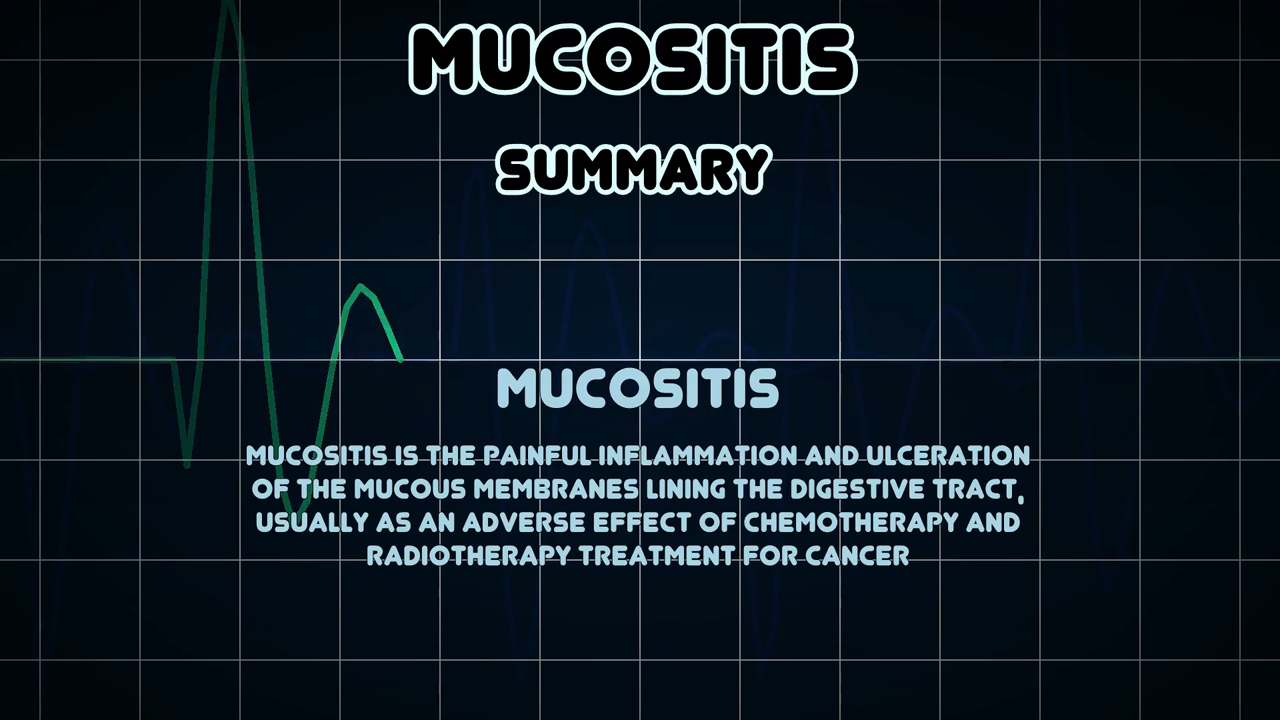 MUCOSITIS
SUMMARY
MUCOSITIS
MUCOSITIS IS THE PAINFUL INFLAMMATION AND ULCERATION
OF THE MUCOUS MEMBRANES LINING THE DIGESTIVE TRACT,
USUALLY AS AN ADVERSE EFFECT OF CHEMOTHERAPY AND
RADIOTHERAPY TREATMENT FOR CANCER